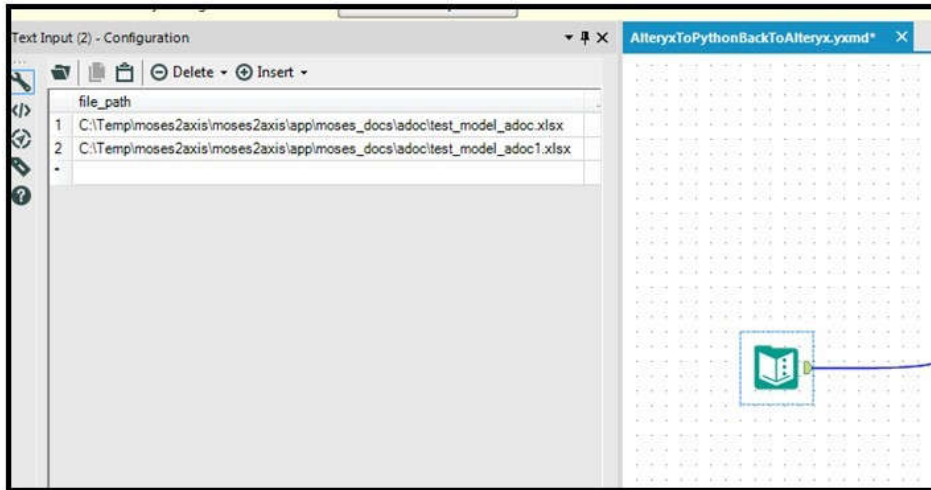 Text Input (2) - Configuration
AlteryxToPythonBackToAlteryx.yxmd*
Delete
Insert
file_path
1 C:\Temp\moses2axis\moses2axis\app\moses_docs\adoc\test_model_adoc.xlsx
2 C:\Temp\moses2axis\moses2axis\app\moses_docs\adoc\test_model_adoc1.xlsx